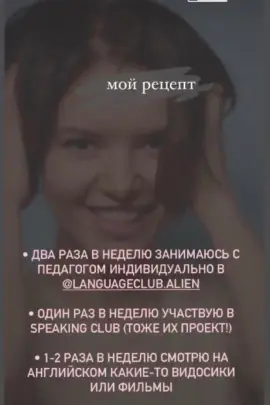 мой рецепт
• ДВА РАЗА В НЕДЕЛЮ ЗАНИМАЮСЬ С
ПЕДАГОГОМ ИНДИВИДУАЛЬНО В
@LANGUAGECLUB.ALIEN
• ОДИН РАЗ В НЕДЕЛЮ УЧАСТВУЮ В
SPEAKING CLUB (ТОЖЕ ИХ ПРОЕКТ!)
• 1-2 РАЗА В НЕДЕЛЮ СМОТРЮ НА
АНГЛИЙСКОМ КАКИЕ-ТО ВИДОСИКИ
ИЛИ ФИЛЬМЫ